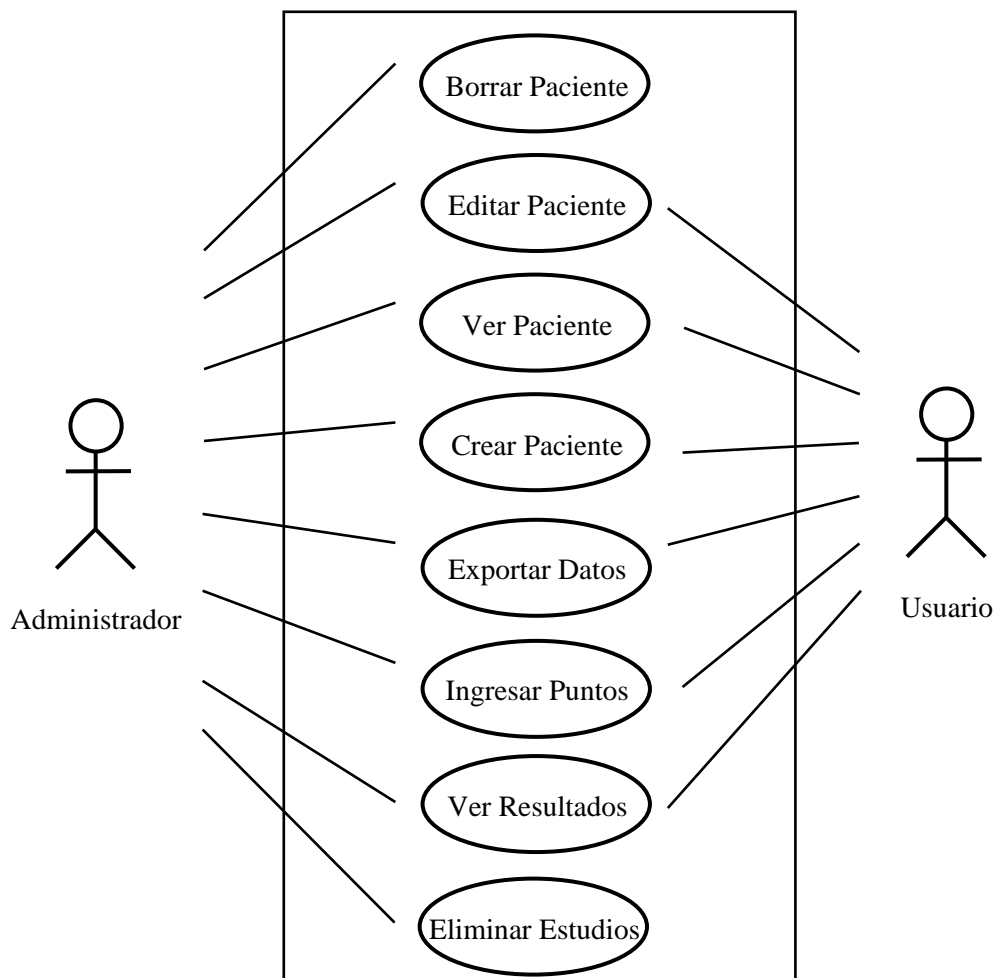 Borrar Paciente
Editar Paciente
Ver Paciente
Crear Paciente
Exportar Datos
Administrador
Usuario
Ingresar Puntos
Ver Resultados
Eliminar Estudios